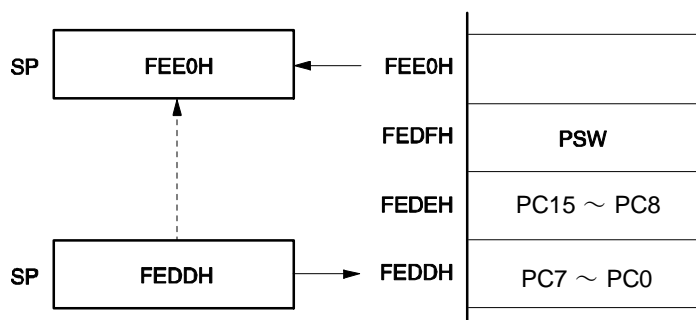 SP FEE0H FEE0H
FEDFH PSW
FEDEH PC15 ～ PC8
SP FEDDH FEDDH PC7 ～ PC0